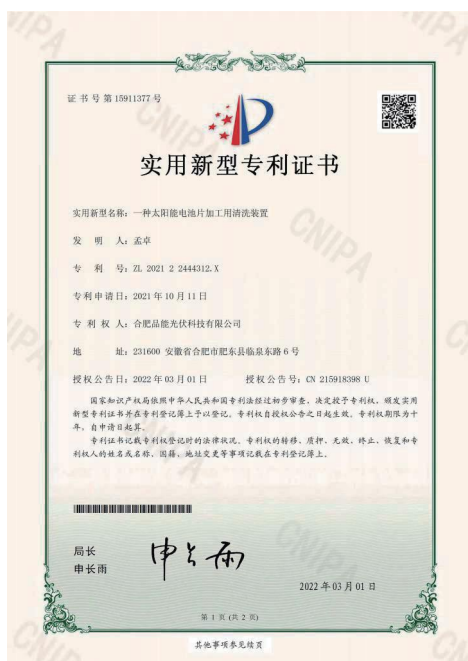 证书号第15911377号
实用新型专利证书
实用新型名称：一种太阳能电池片加工用清洗装置
发明人：孟卓
专利号：ZL 2021 2 2444312.X
专利申请日：2021年10月11日
专利权人：合肥品能光伏科技有限公司
地址：231600 安徽省合肥市肥东县临泉东路6号
授权公告日：2022年03月01日 授权公告号：CN 215918398 U
国家知识产权局依照中华人民共和国专利法经过初步审查，决定授予专利权，颁发实用
新型专利证书并在专利登记簿上予以登记。专利权自授权公告之日起生效。专利权期限为十
年，自申请日起算。
专利证书记载专利权登记时的法律状况。专利权的转移、质押、无效、终止、恢复和专
利权人的姓名或名称、国籍、地址变更等事项记载在专利登记簿上。
局长
申长雨
申长雨
2022年03月01日
第 1 页 (共 2 页)
其他事项参见续页
CNIPA
CNIPA
CNIPA
CNIPA
CNIPA